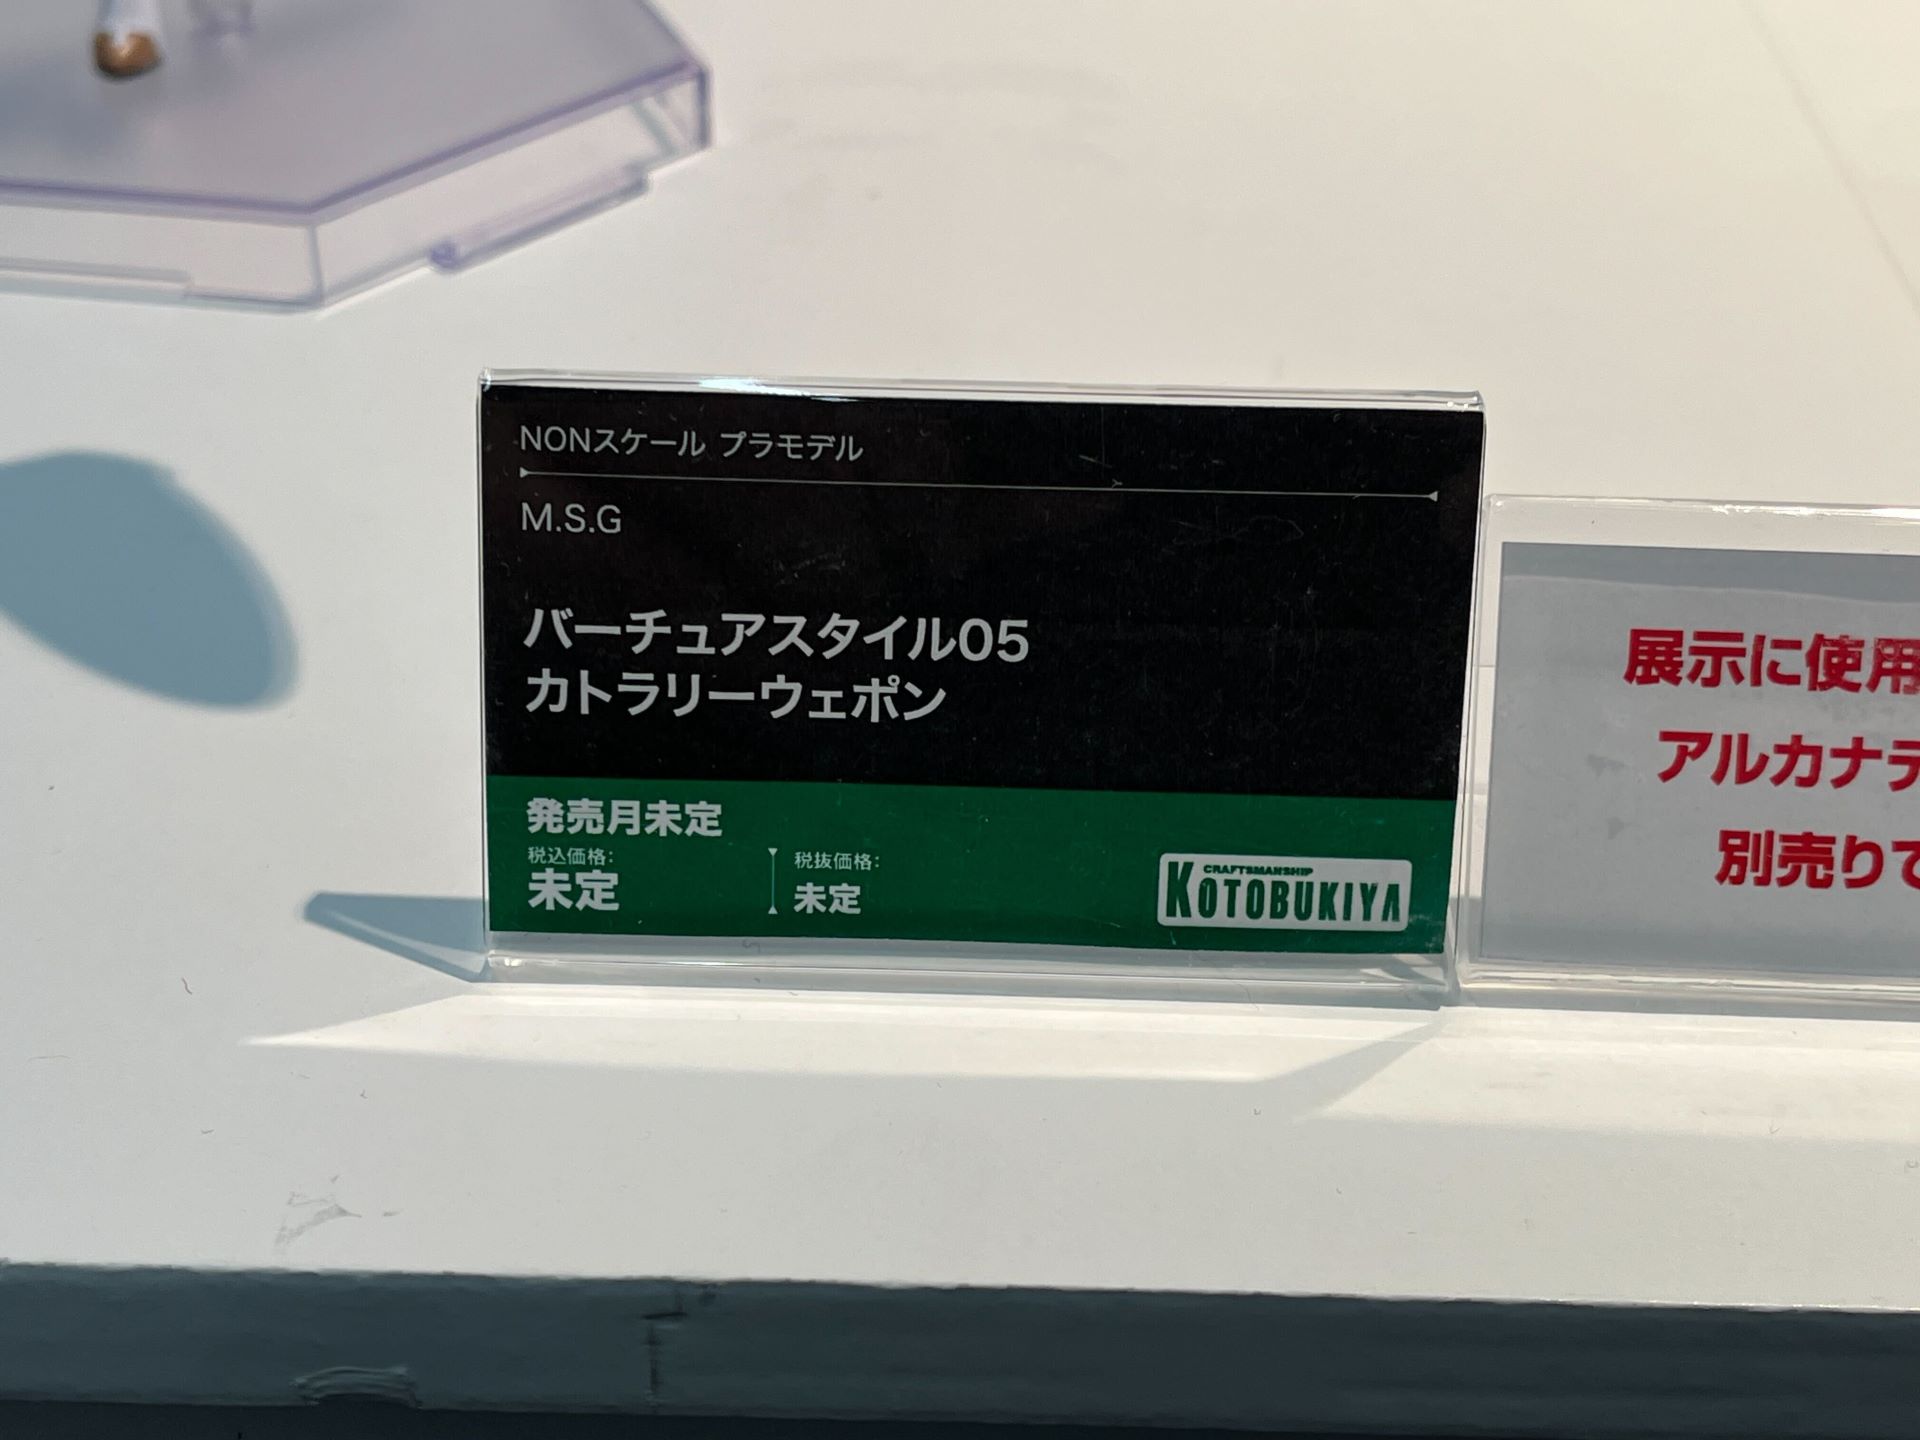 NONスケール プラモデル
M.S.G
バーチュアスタイル05
カトラリーウェポン
発売月未定
税込価格:
未定
税抜価格:
未定
CRAFTSMANSHIP
KOTOBUKIYA
展示に使用
アルカナデ
別売りで